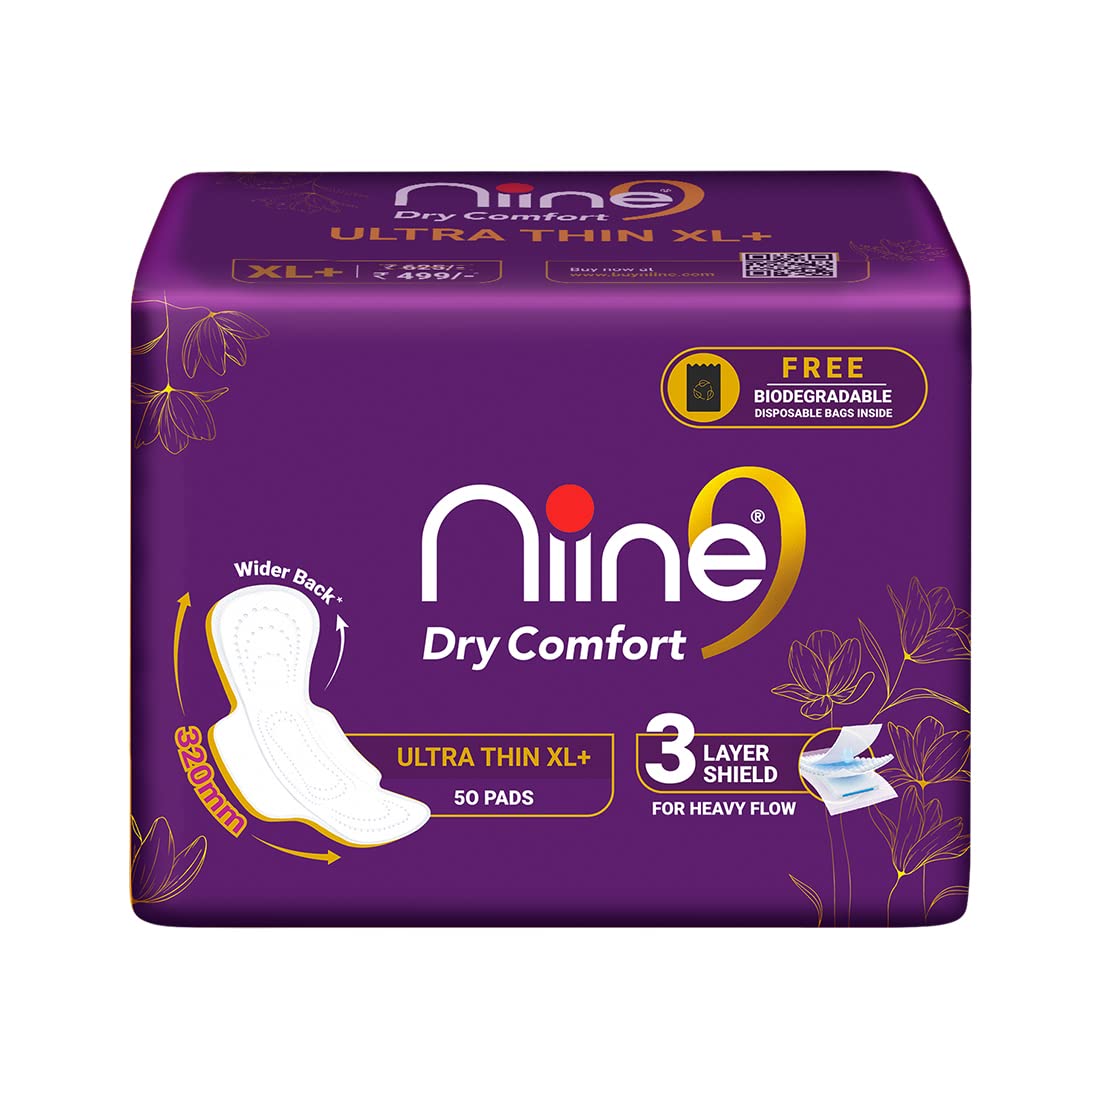 Niine
Dry Comfort
ULTRA THIN XL+
XL+
₹ 625/-
₹ 499/-
Buy now at
www.buyniine.com
FREE
BIODEGRADABLE
DISPOSABLE BAGS INSIDE
Niine®
Dry Comfort
Wider Back*
320mm
ULTRA THIN XL+
50 PADS
3 LAYER
SHIELD
FOR HEAVY FLOW